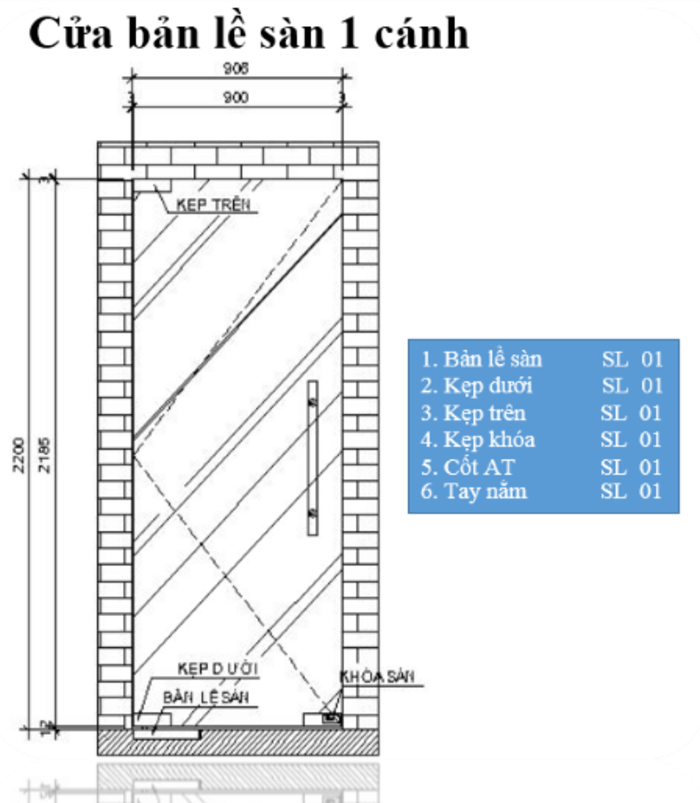 Cửa bản lề sàn 1 cánh
906
3 900 3
3
KẸP TRÊN
1. Bản lề sàn SL 01
2. Kẹp dưới SL 01
3. Kẹp trên SL 01
4. Kẹp khóa SL 01
5. Cốt AT SL 01
6. Tay nắm SL 01
2200
2185
KẸP DƯỚI
KHÓA SÀN
BẢN LỀ SÀN
12